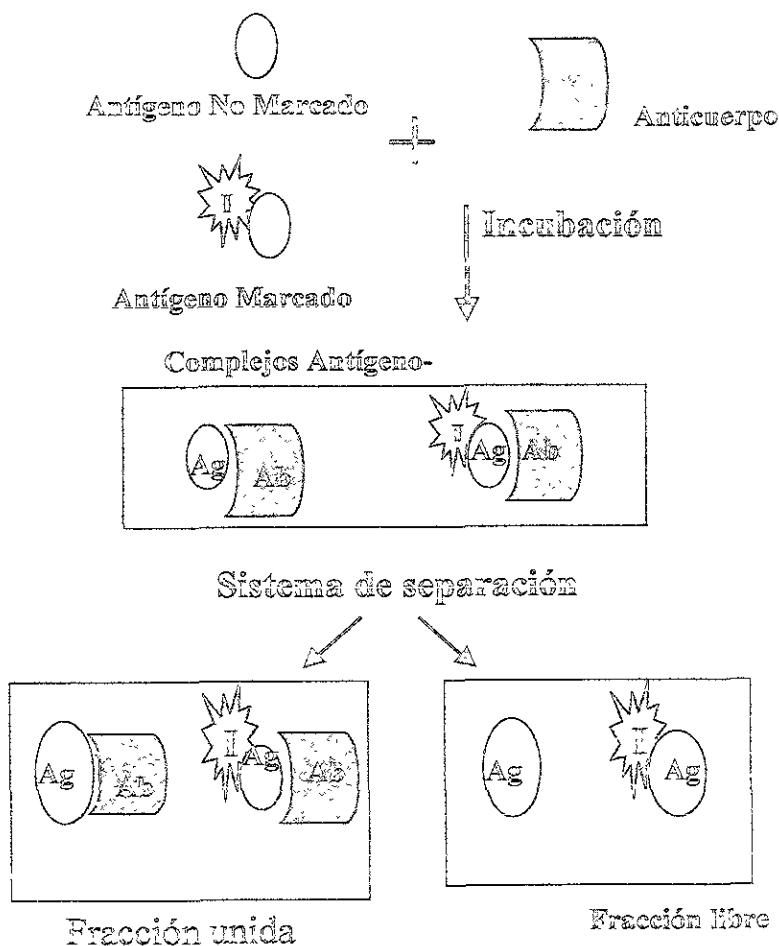 Antígeno No Marcado
Anticuerpo
I
Incubación
Antígeno Marcado
Complejos Antígeno-
Ag
Ab
I
Ag
Ab
Sistema de separación
Ag
Ab
I
Ag
Ab
Ag
I
Ag
Fracción unida
Fracción libre